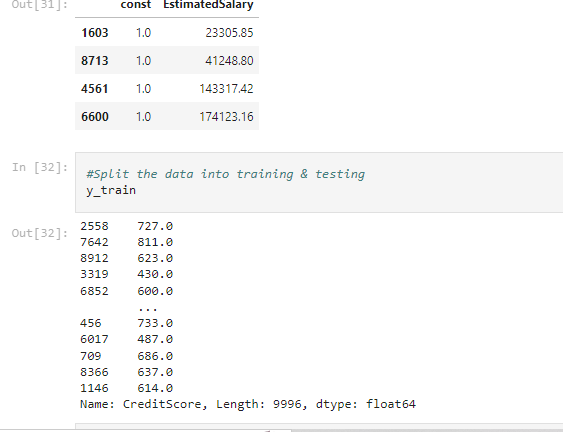 Out[31]:
const EstimatedSalary
1603 1.0 23305.85
8713 1.0 41248.80
4561 1.0 143317.42
6600 1.0 174123.16
In [32]:
#Split the data into training & testing
y_train
Out[32]:
2558 727.0
7642 811.0
8912 623.0
3319 430.0
6852 600.0
...
456 733.0
6017 487.0
709 686.0
8366 637.0
1146 614.0
Name: CreditScore, Length: 9996, dtype: float64